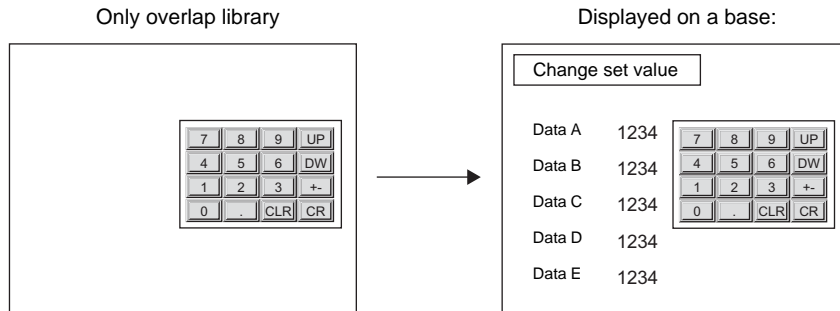 Only overlap library
7 8 9 UP
4 5 6 DW
1 2 3 +-
0 . CLR CR
Displayed on a base:
Change set value
Data A 1234
Data B 1234
Data C 1234
Data D 1234
Data E 1234
7 8 9 UP
4 5 6 DW
1 2 3 +-
0 . CLR CR